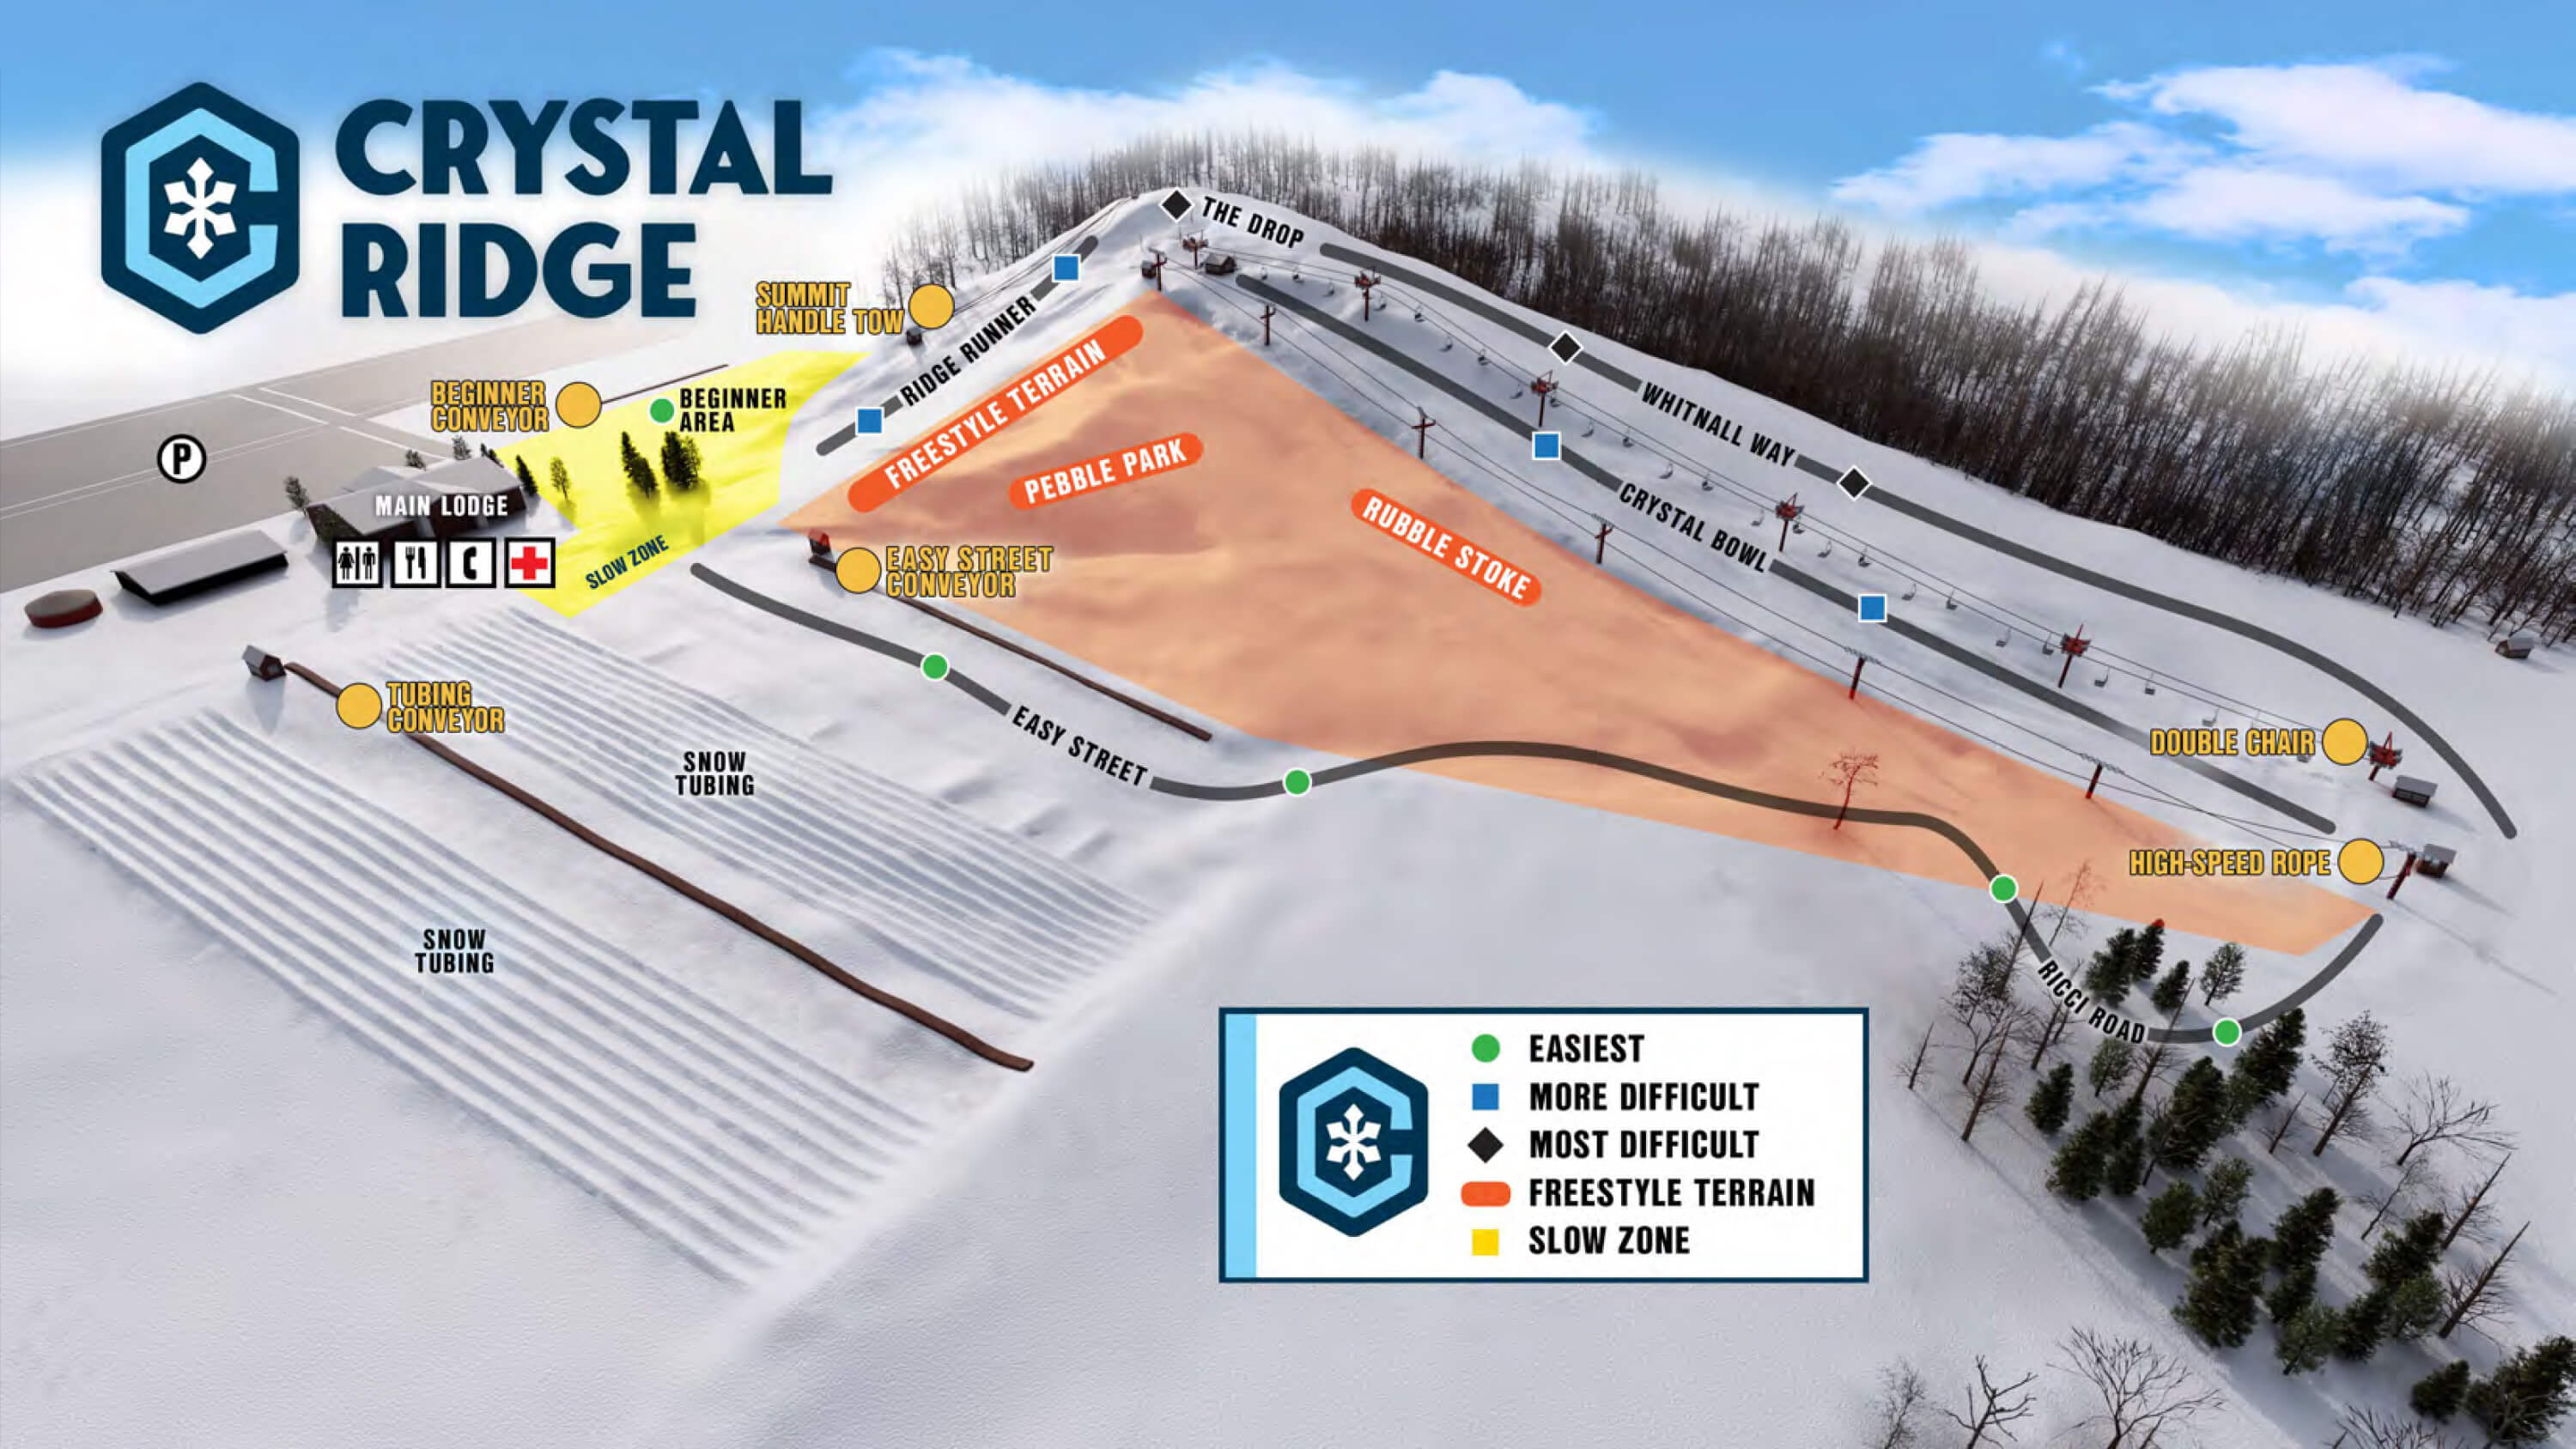 CRYSTAL
RIDGE
THE DROP
SUMMIT
HANDLE TOW
RIDGE RUNNER
BEGINNER
CONVEYOR
BEGINNER
AREA
FREESTYLE TERRAIN
WHITNALL WAY
P
PEBBLE PARK
MAIN LODGE
RUBBLE STOKE
CRYSTAL BOWL
SLOW ZONE
EASY STREET
CONVEYOR
TUBING
CONVEYOR
EASY STREET
SNOW
TUBING
DOUBLE CHAIR
HIGH-SPEED ROPE
SNOW
TUBING
RICCI ROAD
EASIEST
MORE DIFFICULT
MOST DIFFICULT
FREESTYLE TERRAIN
SLOW ZONE